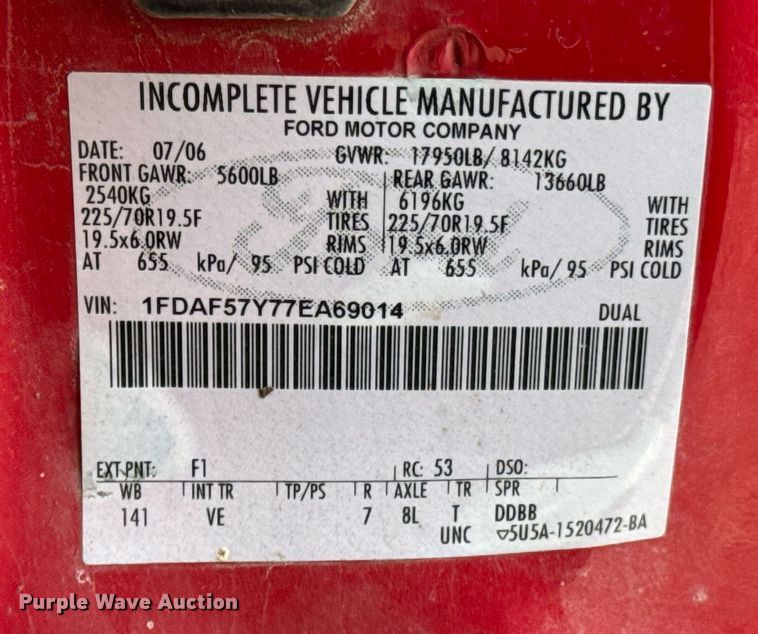 INCOMPLETE VEHICLE MANUFACTURED BY
FORD MOTOR COMPANY
DATE: 07/06 GVWR: 17950LB/ 8142KG
FRONT GAWR: 5600LB REAR GAWR: 13660LB
2540KG WITH 6196KG WITH
225/70R19.5F TIRES 225/70R19.5F TIRES
19.5x6.0RW RIMS 19.5x6.0RW RIMS
AT 655 kPa/ 95 PSI COLD AT 655 kPa/ 95 PSI COLD
VIN: 1FDAF57Y77EA69014 DUAL
EXT PNT: F1 RC: 53 DSO:
WB INT TR TP/PS R AXLE TR SPR
141 VE 7 8L T DDBB
UNC ▽5U5A-1520472-BA
Purple Wave Auction